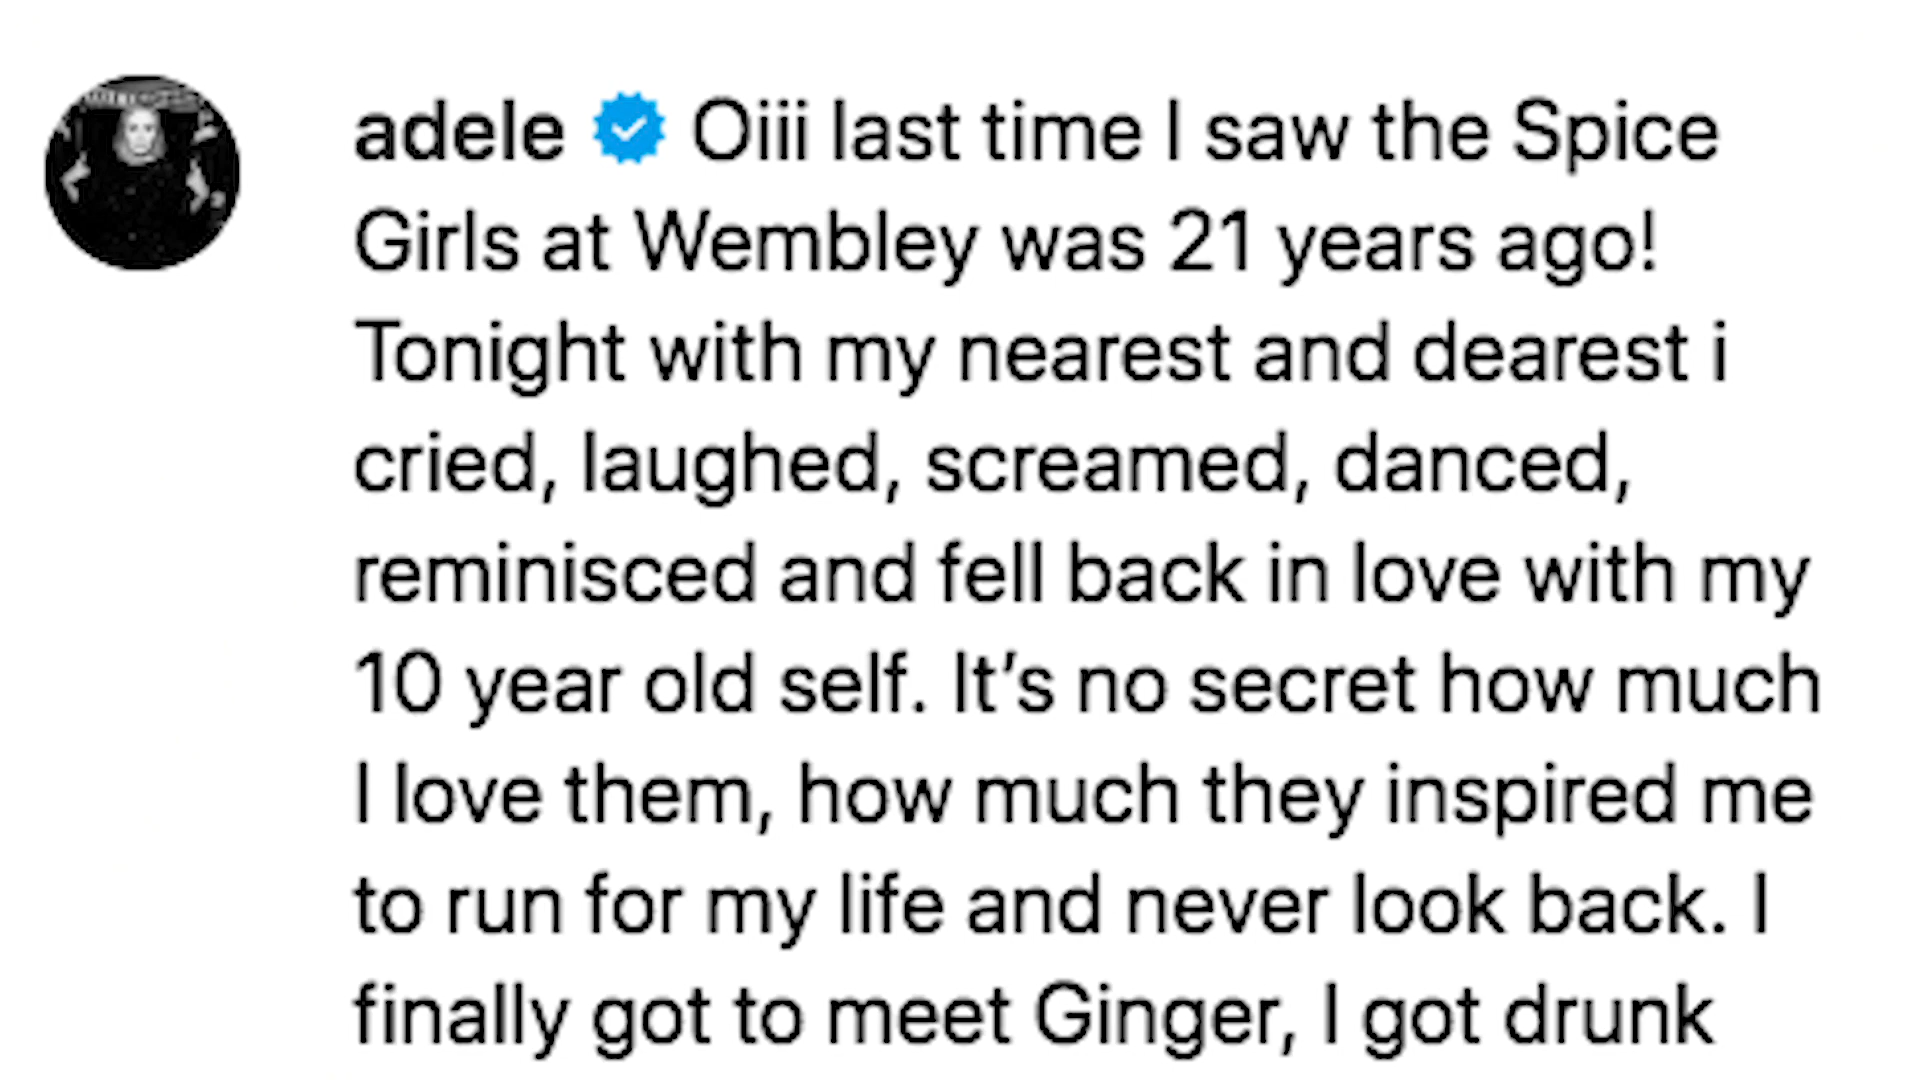 adele Oiii last time I saw the Spice
Girls at Wembley was 21 years ago!
Tonight with my nearest and dearest i
cried, laughed, screamed, danced,
reminisced and fell back in love with my
10 year old self. It’s no secret how much
I love them, how much they inspired me
to run for my life and never look back. I
finally got to meet Ginger, I got drunk